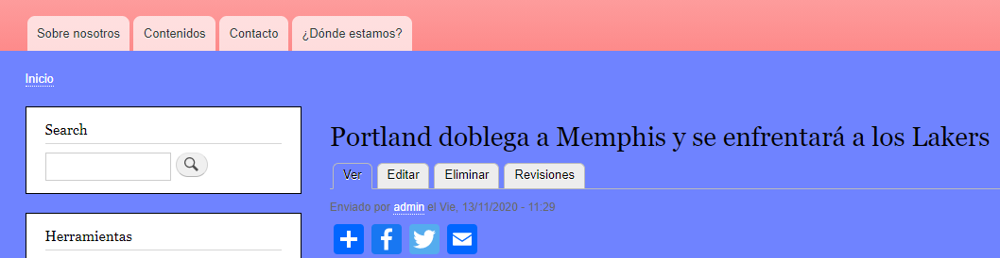 Sobre nosotros Contenidos Contacto ¿Dónde estamos?
Inicio
Search
Portland doblega a Memphis y se enfrentará a los Lakers
Ver Editar Eliminar Revisiones
Enviado por admin el Vie, 13/11/2020 - 11:29
Herramientas